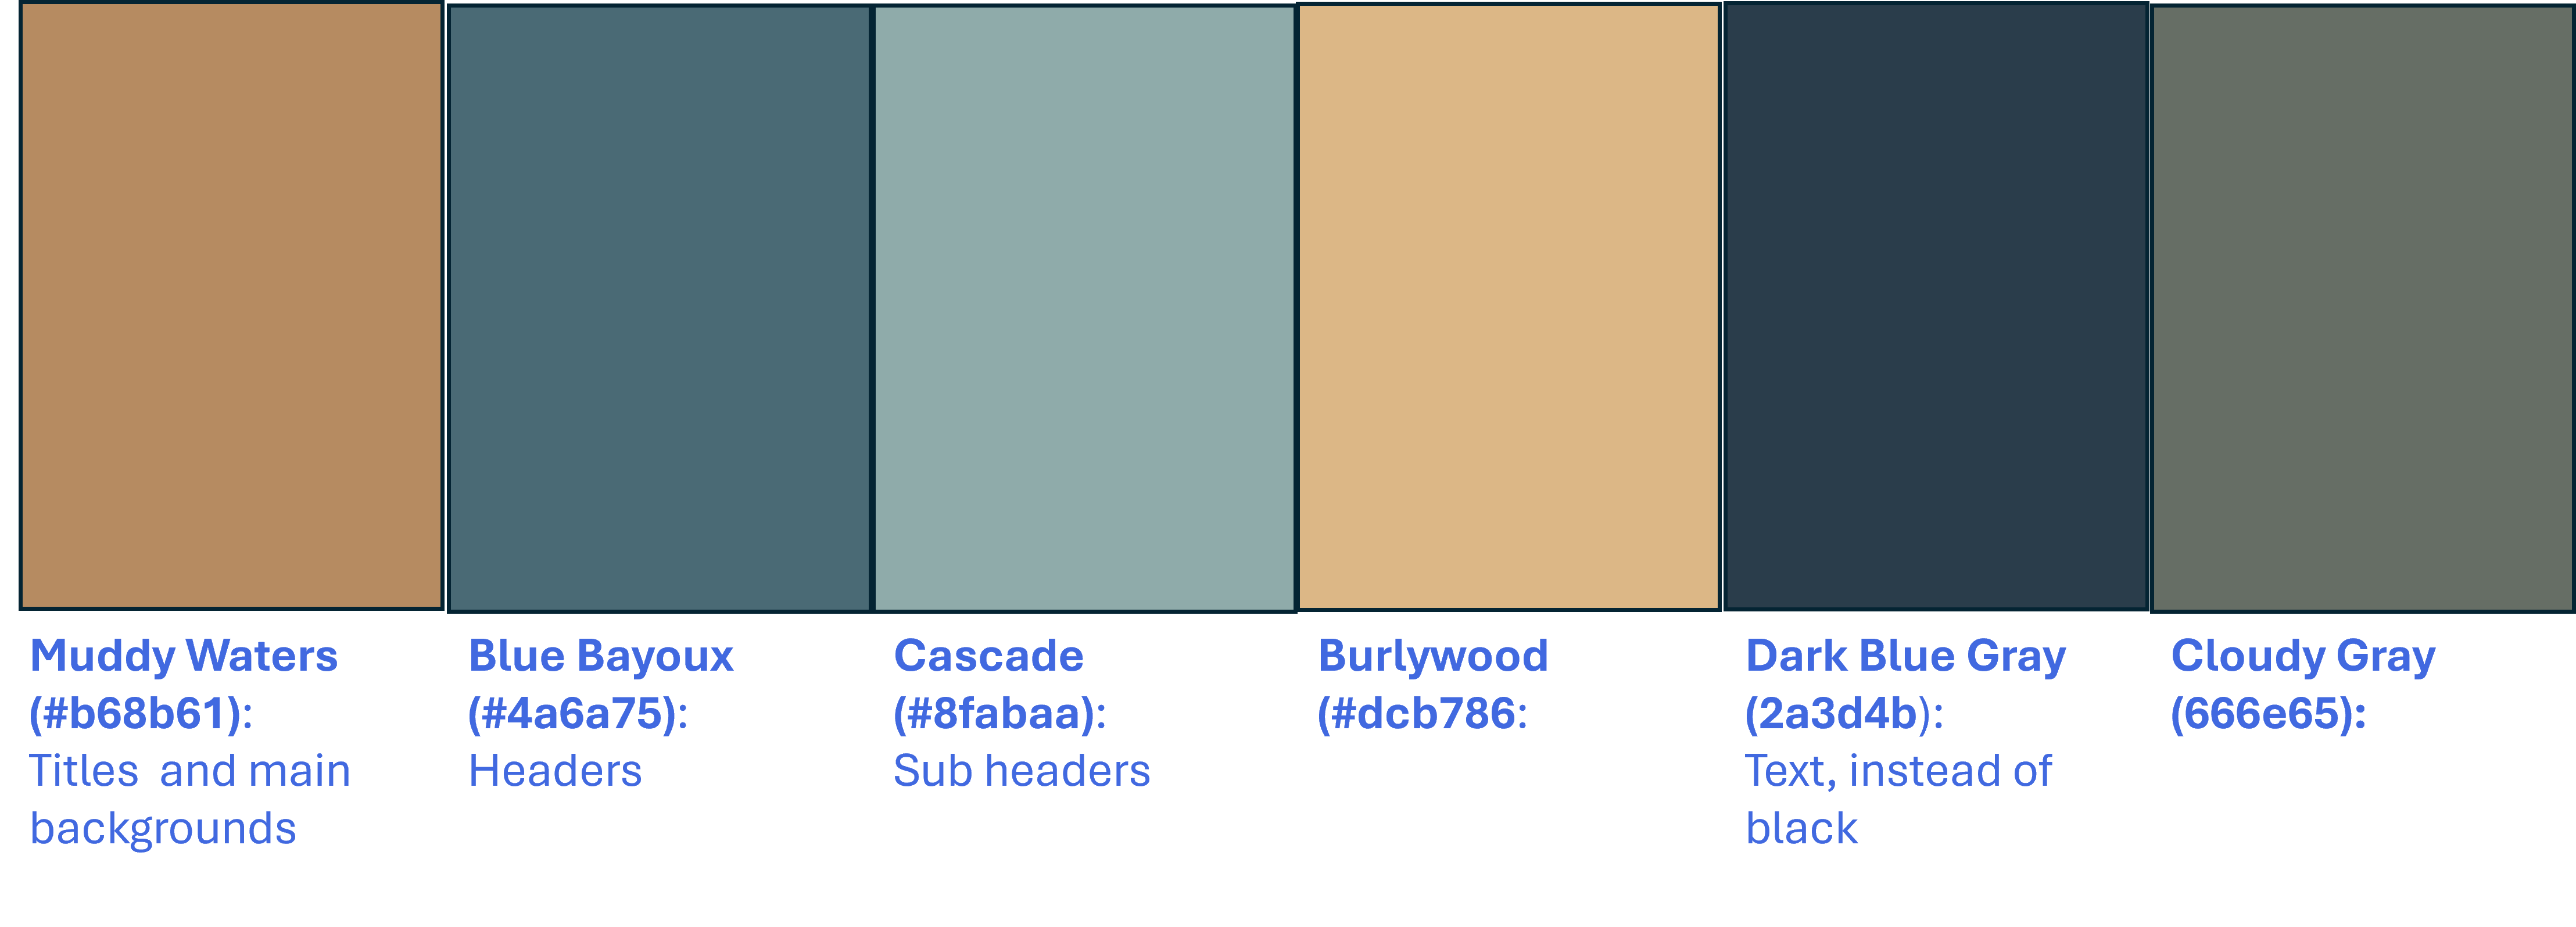 Muddy Waters
(#b68b61):
Titles  and main
backgrounds
Blue Bayoux
(#4a6a75):
Headers
Cascade
(#8fabaa):
Sub headers
Burlywood
(#dcb786:
Dark Blue Gray
(2a3d4b):
Text, instead of
black
Cloudy Gray
(666e65):